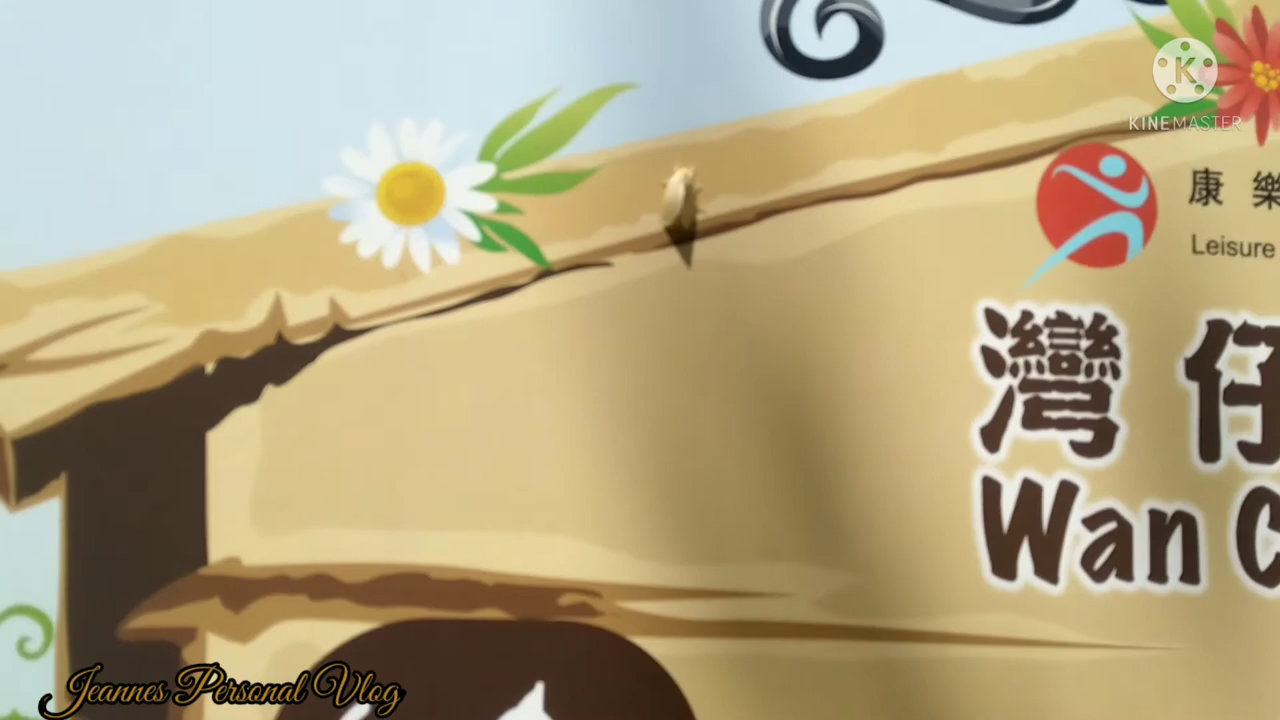 K
KINEMASTER
康 樂
Leisure
灣 仔
Wan C
Jeannes Personal Vlog